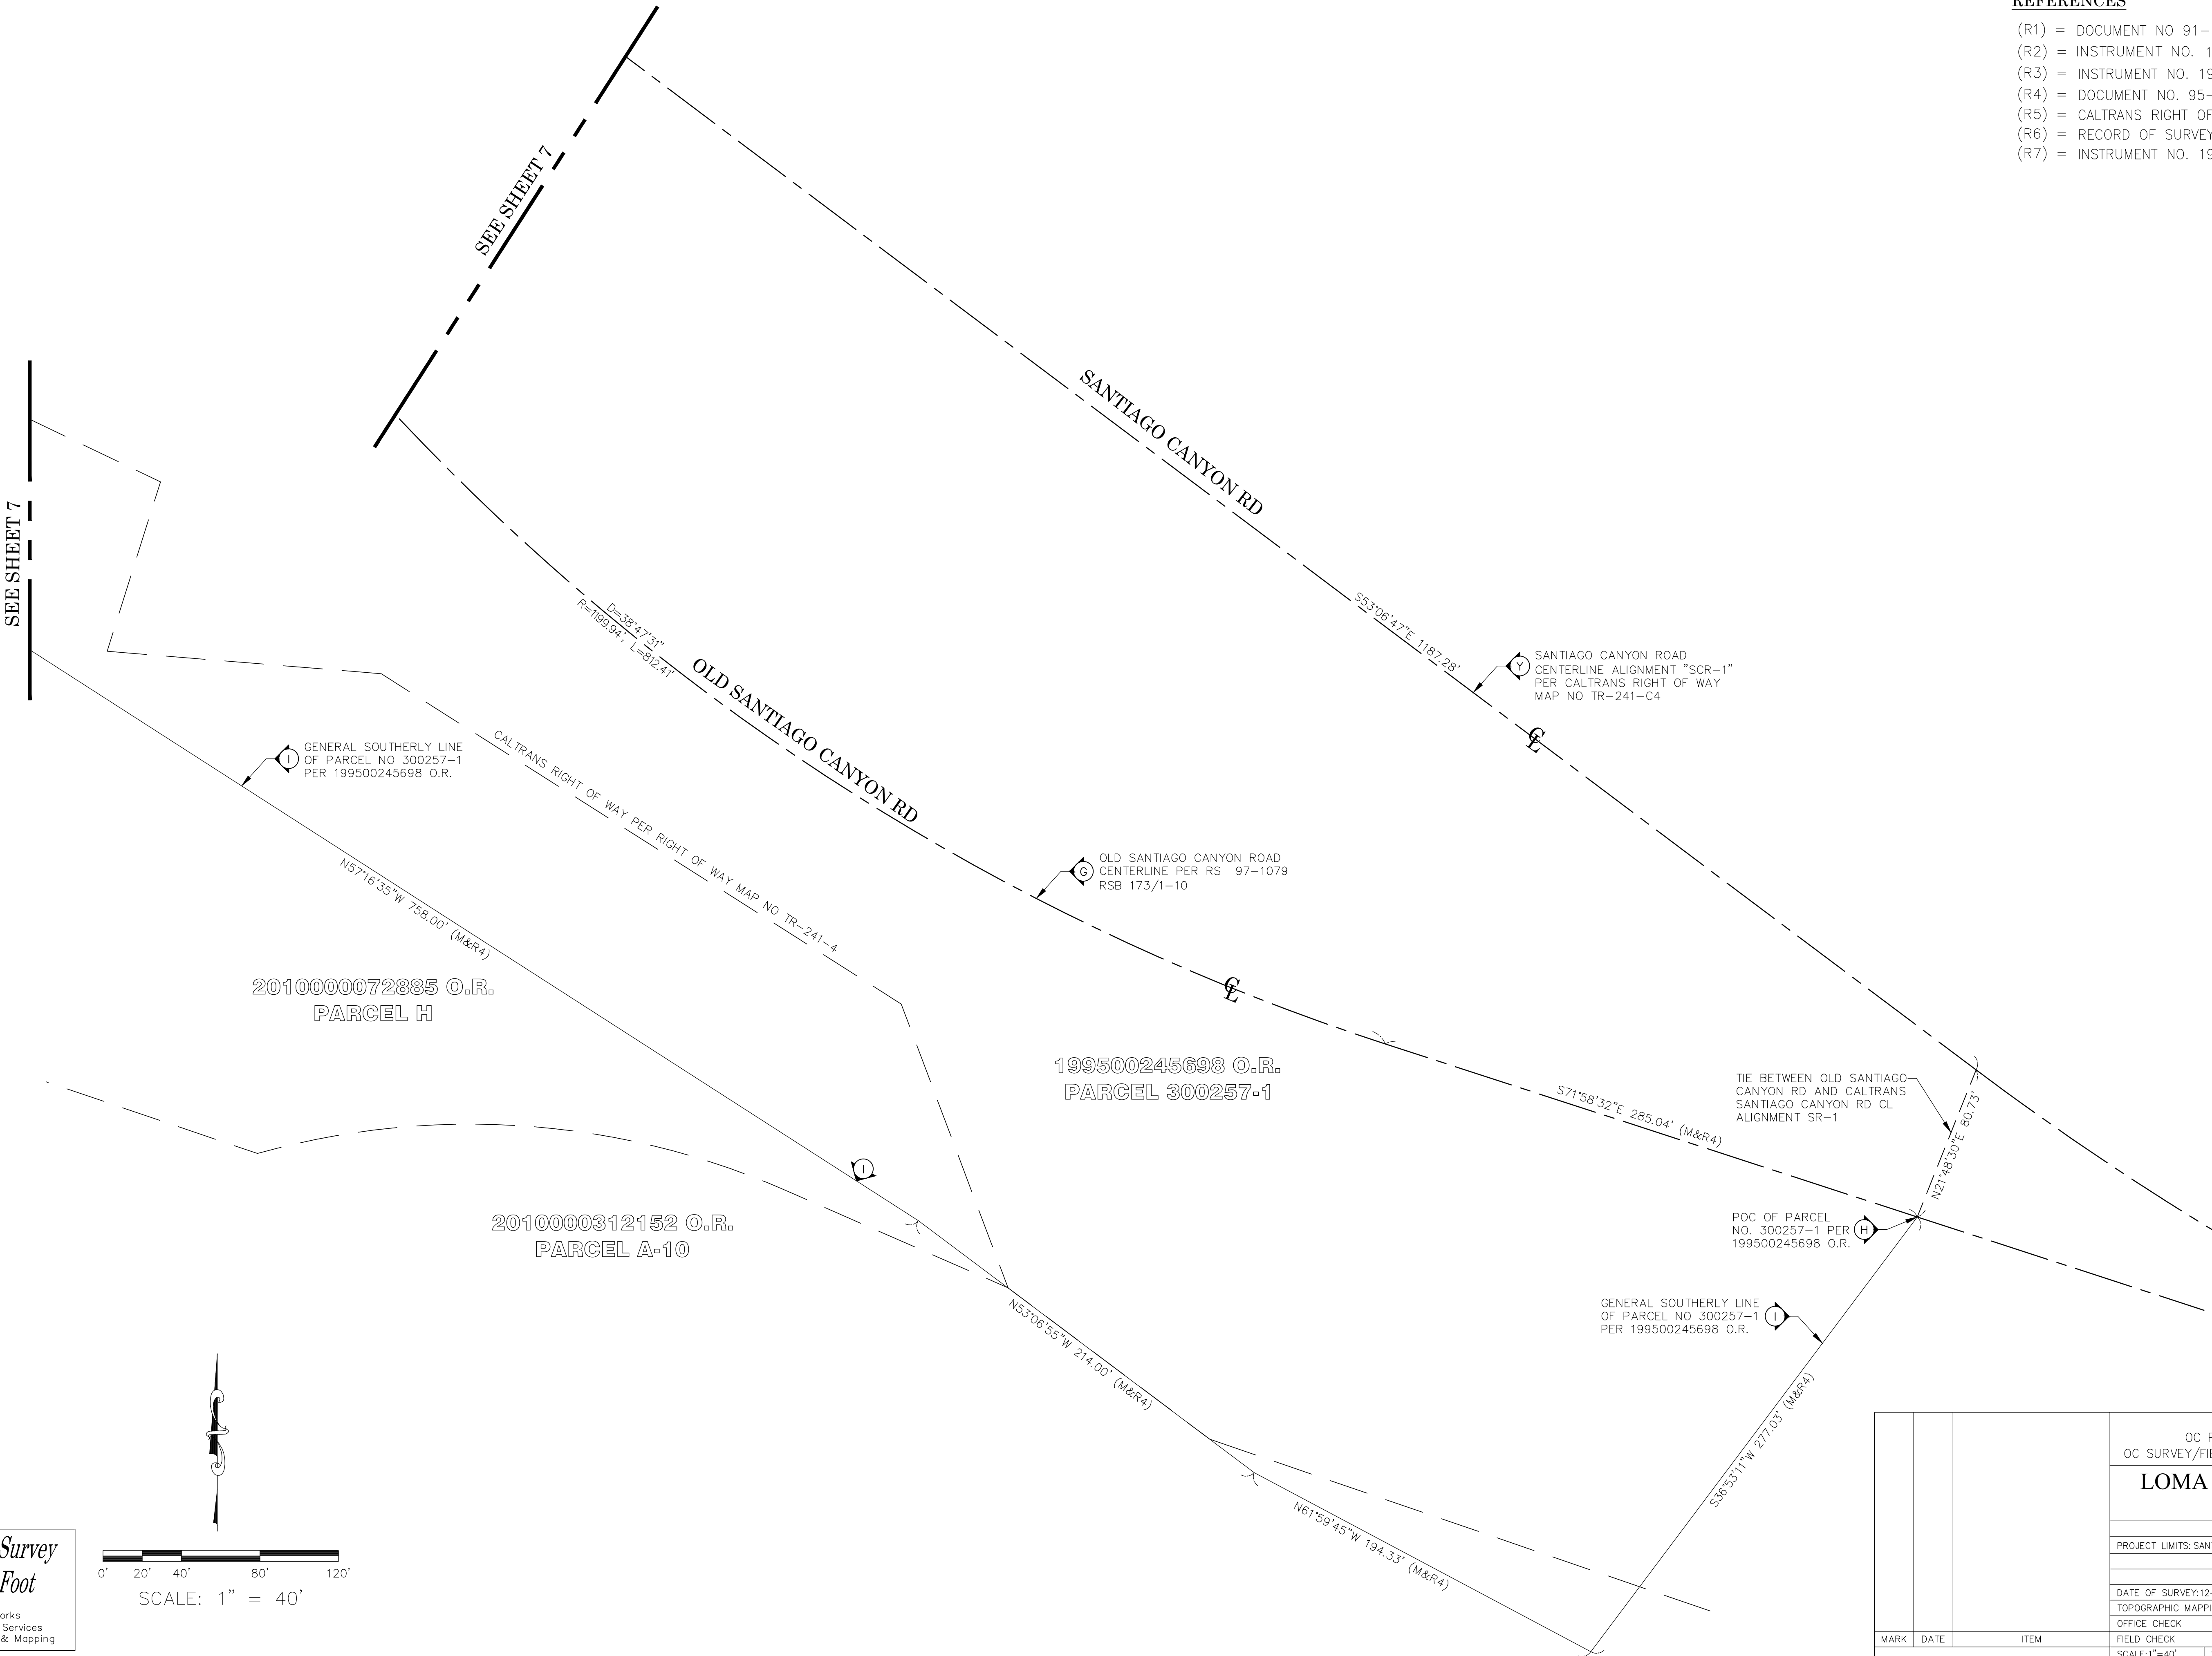 REFERENCES
(R1) = DOCUMENT NO 91-
(R2) = INSTRUMENT NO. 1
(R3) = INSTRUMENT NO. 19
(R4) = DOCUMENT NO. 95-
(R5) = CALTRANS RIGHT OF
(R6) = RECORD OF SURVEY
(R7) = INSTRUMENT NO. 19
SEE SHEET 7
SEE SHEET 7
SANTIAGO CANYON RD
S53°06'47"E 1187.28'
Y
SANTIAGO CANYON ROAD
CENTERLINE ALIGNMENT "SCR-1"
PER CALTRANS RIGHT OF WAY
MAP NO TR-241-C4
CL
D=38°47'31"
R=1199.94', L=812.41'
OLD SANTIAGO CANYON RD
I
GENERAL SOUTHERLY LINE
OF PARCEL NO 300257-1
PER 199500245698 O.R.
CALTRANS RIGHT OF WAY PER RIGHT OF WAY MAP NO TR-241-4
N57°16'35"W 758.00' (M&R4)
G
OLD SANTIAGO CANYON ROAD
CENTERLINE PER RS 97-1079
RSB 173/1-10
CL
2010000072885 O.R.
PARCEL H
199500245698 O.R.
PARCEL 300257-1
S71°58'32"E 285.04' (M&R4)
TIE BETWEEN OLD SANTIAGO
CANYON RD AND CALTRANS
SANTIAGO CANYON RD CL
ALIGNMENT SR-1
N21°48'30"E 80.73'
I
2010000312152 O.R.
PARCEL A-10
POC OF PARCEL
NO. 300257-1 PER
199500245698 O.R.
H
GENERAL SOUTHERLY LINE
OF PARCEL NO 300257-1
PER 199500245698 O.R.
I
N53°06'55"W 214.00' (M&R4)
S36°53'11"W 277.03' (M&R4)
N61°59'45"W 194.33' (M&R4)
Survey
Foot
orks
Services
& Mapping
0' 20' 40' 80' 120'
SCALE: 1" = 40'
OC
OC SURVEY/FIE
LOMA
PROJECT LIMITS: SAN
DATE OF SURVEY:12-
TOPOGRAPHIC MAPPI
OFFICE CHECK
MARK DATE ITEM FIELD CHECK
SCALE:1"=40'